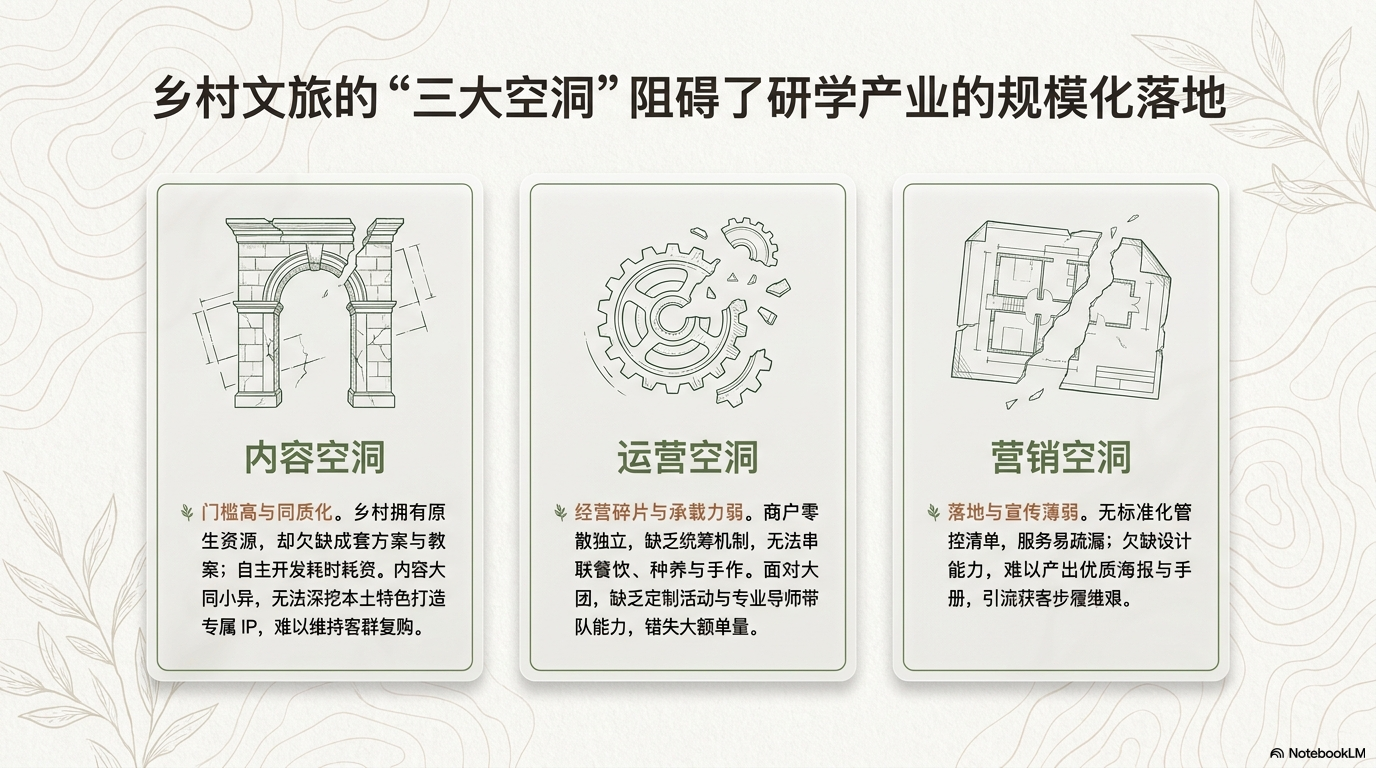 乡村文旅的“三大空洞”阻碍了研学产业的规模化落地
内容空洞
门槛高与同质化。乡村拥有原
生资源，却欠缺成套方案与教
案；自主开发耗时耗资。内容大
同小异，无法深挖本土特色打造
专属 IP，难以维持客群复购。
运营空洞
经营碎片与承载力弱。商户零
散独立，缺乏统筹机制，无法串
联餐饮、种养与手作。面对大
团，缺乏定制活动与专业导师带
队能力，错失大额单量。
营销空洞
落地与宣传薄弱。无标准化管
控清单，服务易疏漏；欠缺设计
能力，难以产出优质海报与手
册，引流获客步履维艰。
NotebookLM